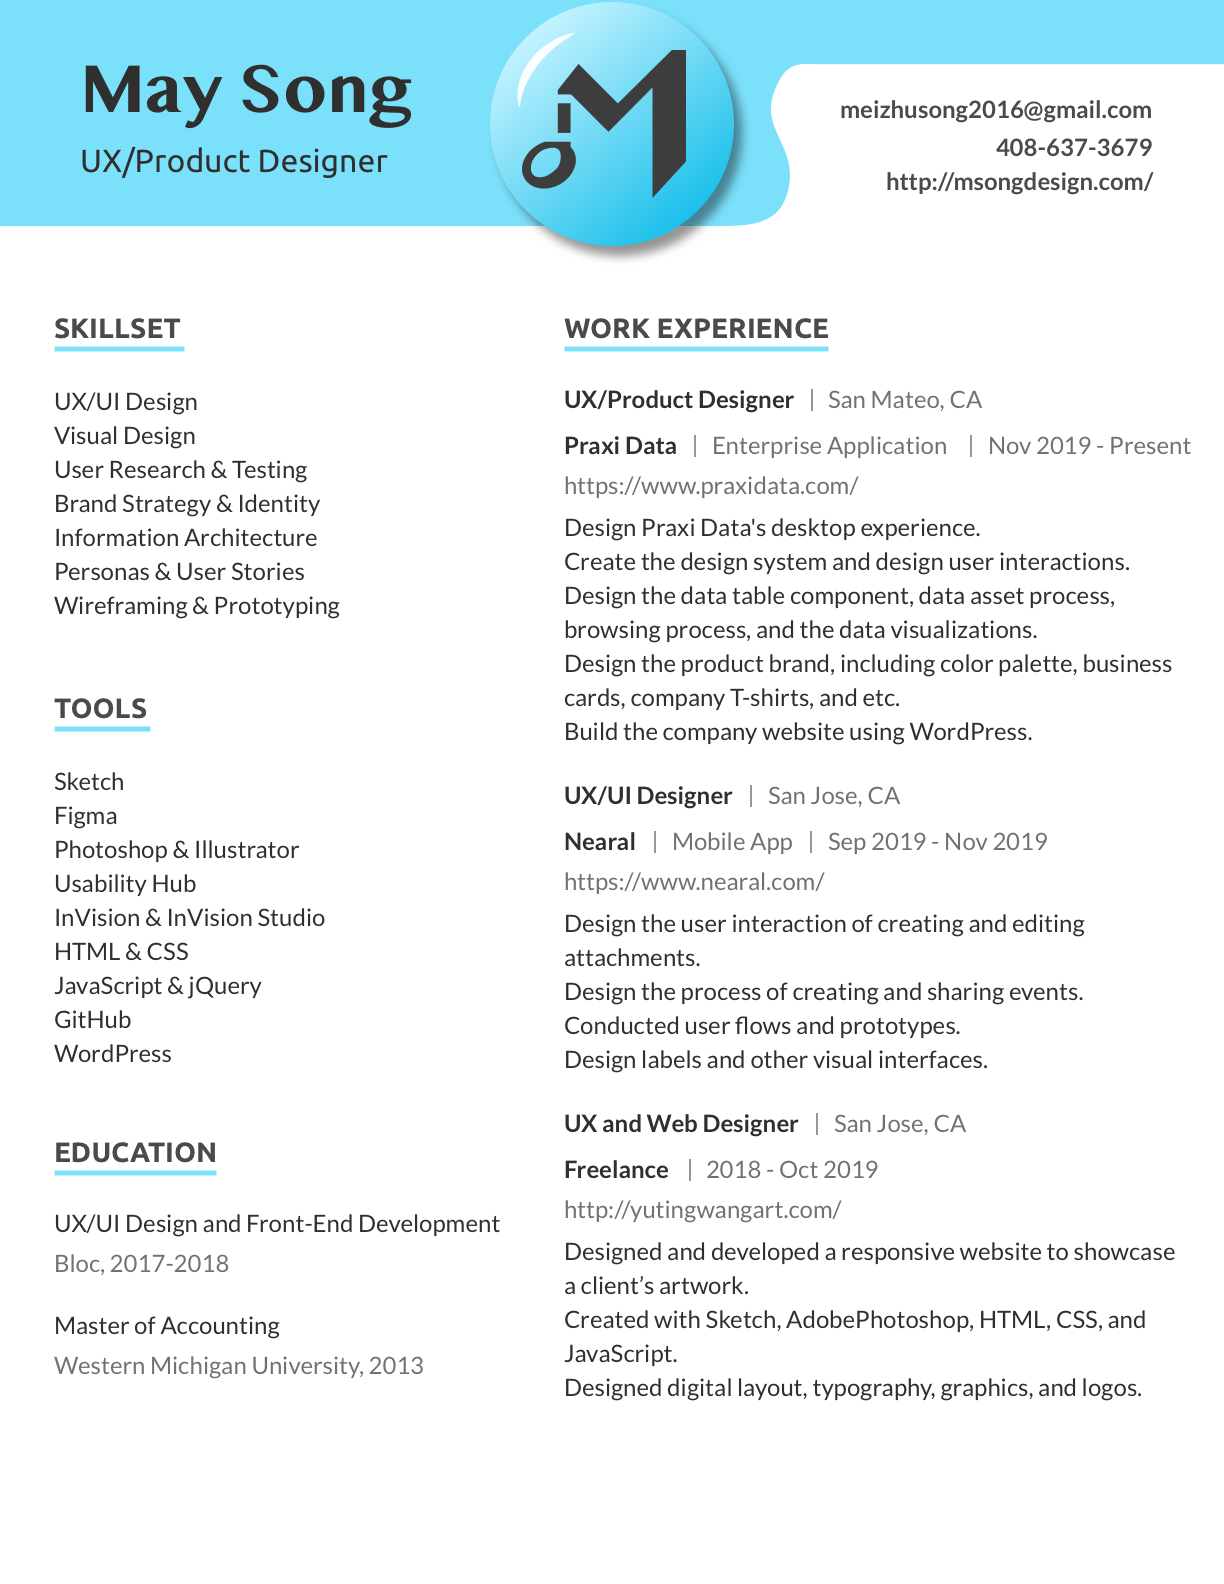 May Song
UX/Product Designer
M
meizhusong2016@gmail.com
408-637-3679
http://msongdesign.com/
SKILLSET
UX/UI Design
Visual Design
User Research & Testing
Brand Strategy & Identity
Information Architecture
Personas & User Stories
Wireframing & Prototyping
TOOLS
Sketch
Figma
Photoshop & Illustrator
Usability Hub
InVision & InVision Studio
HTML & CSS
JavaScript & jQuery
GitHub
WordPress
EDUCATION
UX/UI Design and Front-End Development
Bloc, 2017-2018
Master of Accounting
Western Michigan University, 2013
WORK EXPERIENCE
UX/Product Designer | San Mateo, CA
Praxi Data | Enterprise Application | Nov 2019 - Present
https://www.praxidata.com/
Design Praxi Data's desktop experience.
Create the design system and design user interactions.
Design the data table component, data asset process,
browsing process, and the data visualizations.
Design the product brand, including color palette, business
cards, company T-shirts, and etc.
Build the company website using WordPress.
UX/UI Designer | San Jose, CA
Nearal | Mobile App | Sep 2019 - Nov 2019
https://www.nearal.com/
Design the user interaction of creating and editing
attachments.
Design the process of creating and sharing events.
Conducted user flows and prototypes.
Design labels and other visual interfaces.
UX and Web Designer | San Jose, CA
Freelance | 2018 - Oct 2019
http://yutingwangart.com/
Designed and developed a responsive website to showcase
a client’s artwork.
Created with Sketch, AdobePhotoshop, HTML, CSS, and
JavaScript.
Designed digital layout, typography, graphics, and logos.